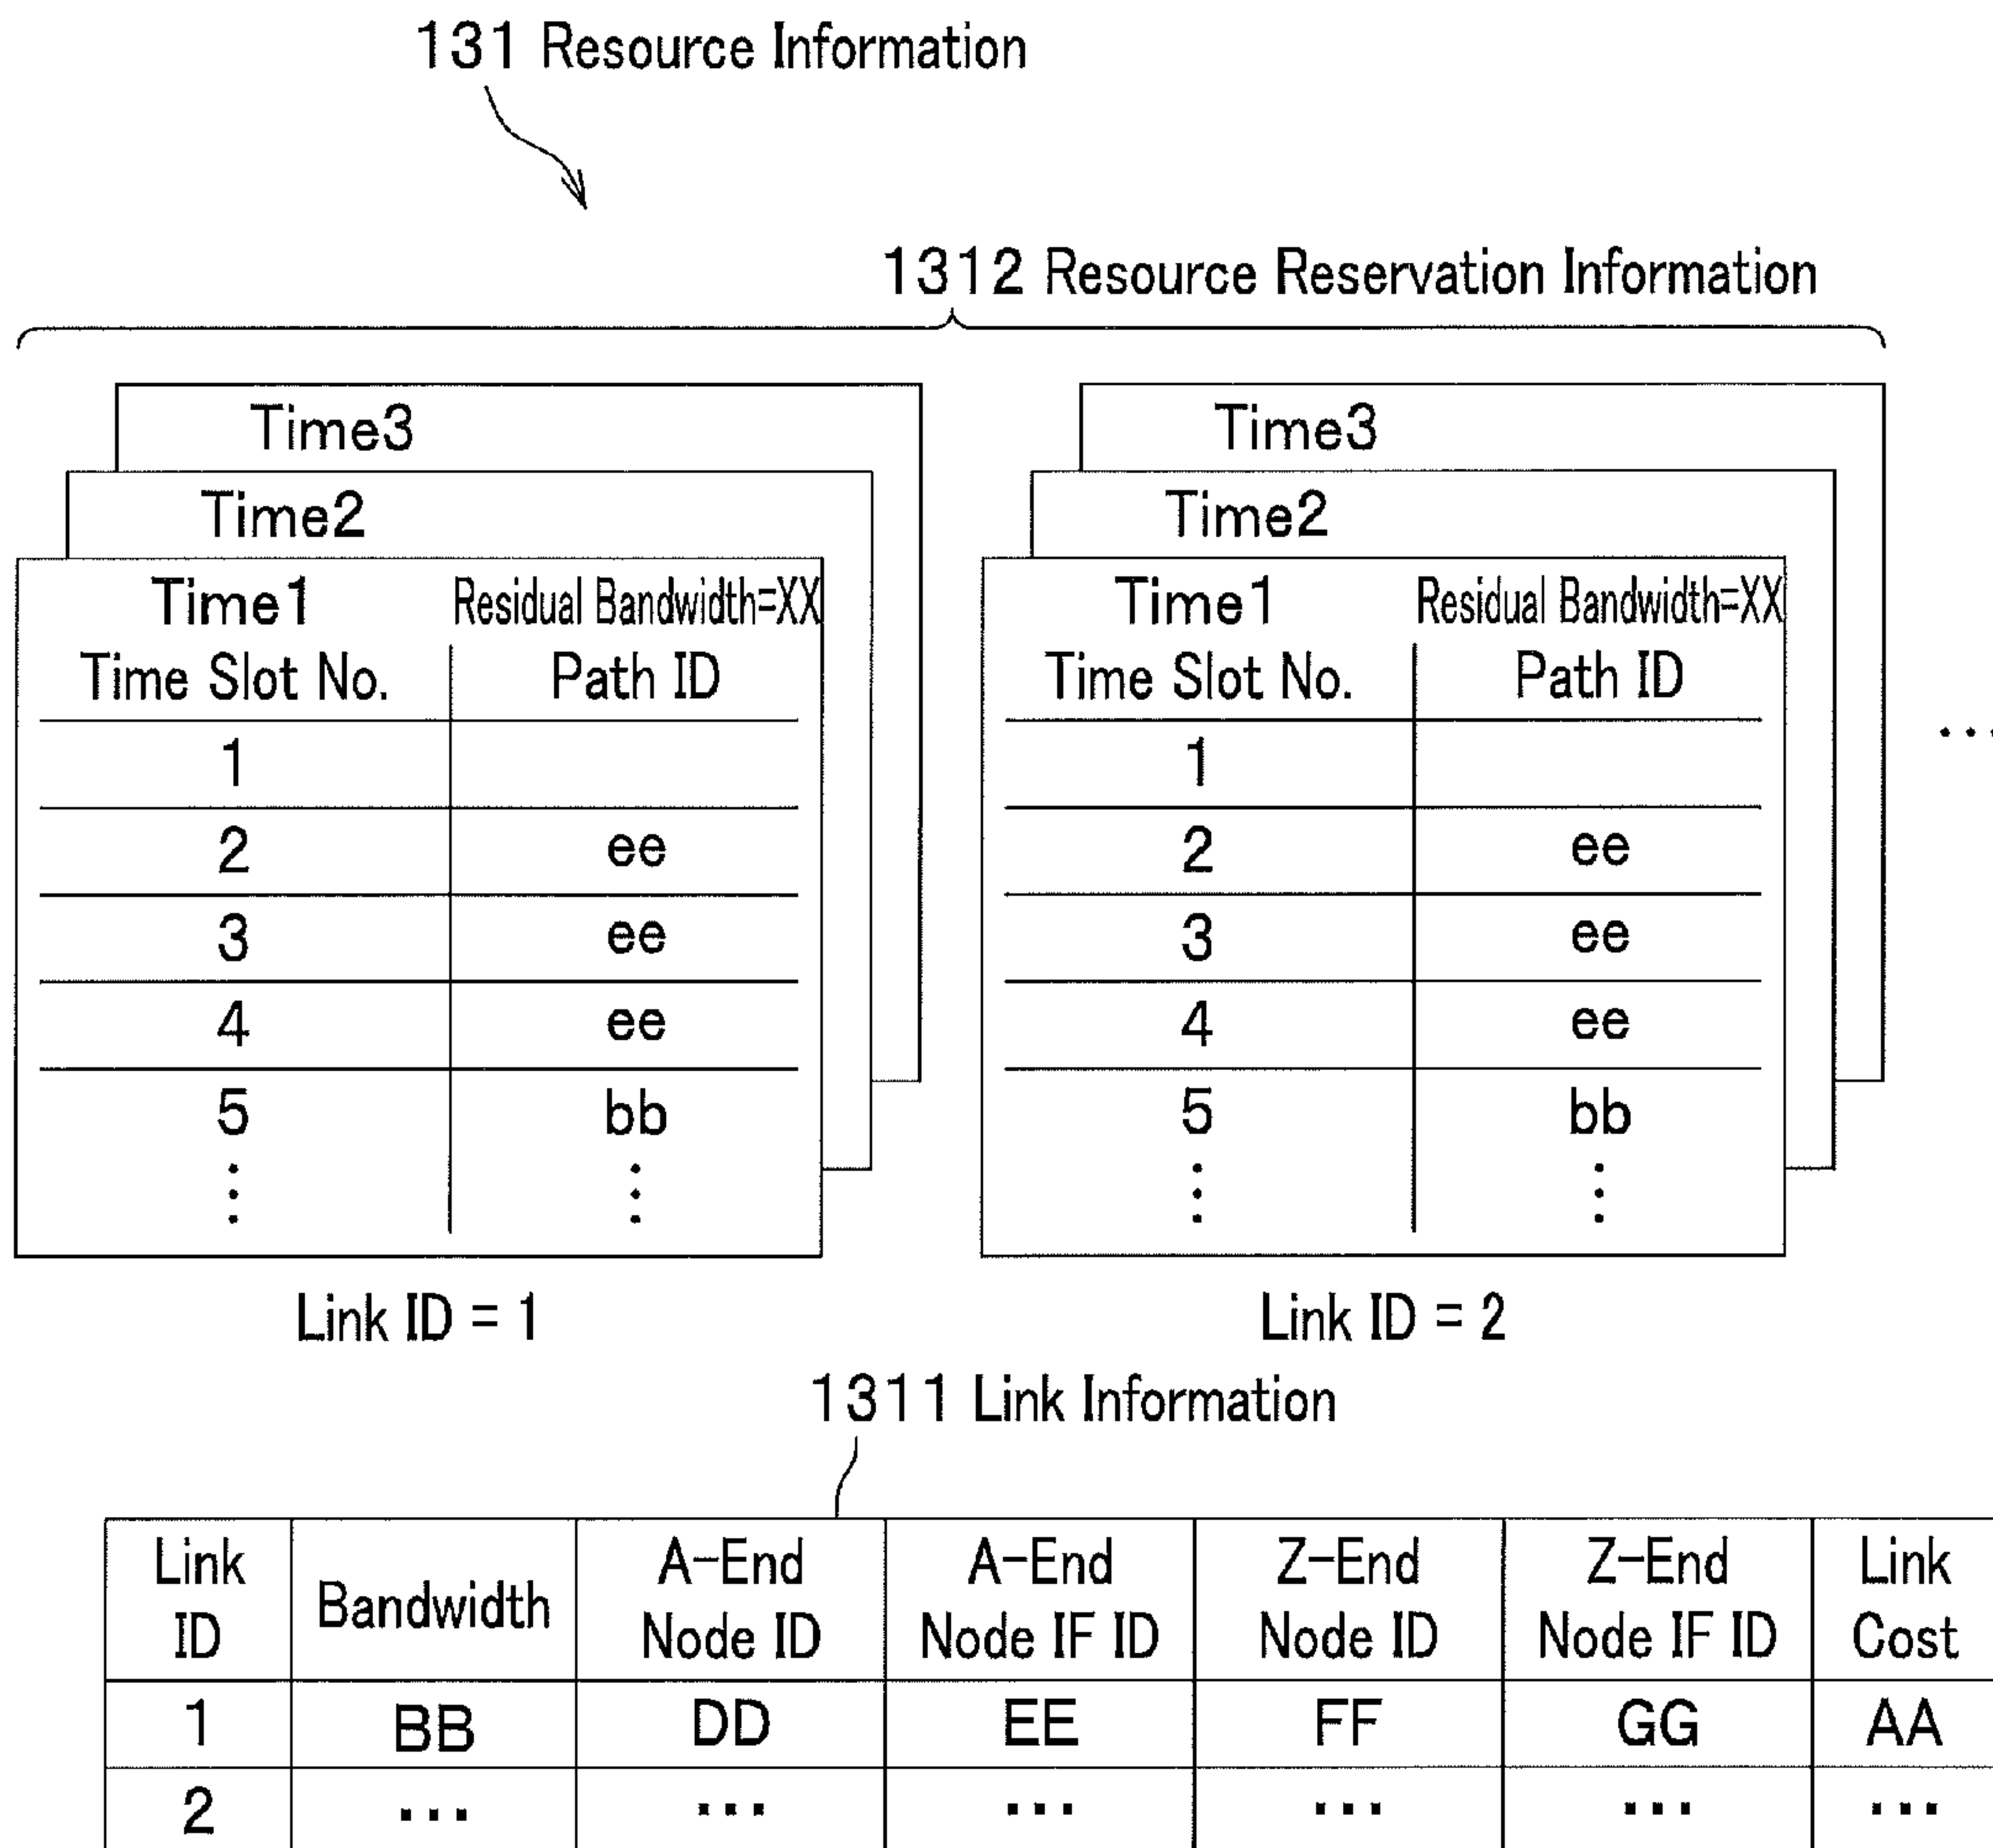 131 Resource Information
1312 Resource Reservation Information
Time3
Time2
Time1 Residual Bandwidth=XX
Time Slot No. Path ID
1
2 ee
3 ee
4 ee
5 bb
⋮ ⋮
Link ID = 1
Time3
Time2
Time1 Residual Bandwidth=XX
Time Slot No. Path ID
1
2 ee
3 ee
4 ee
5 bb
⋮ ⋮
Link ID = 2
...
1311 Link Information
Link ID Bandwidth A-End Node ID A-End Node IF ID Z-End Node ID Z-End Node IF ID Link Cost
1 BB DD EE FF GG AA
2 ... ... ... ... ... ...